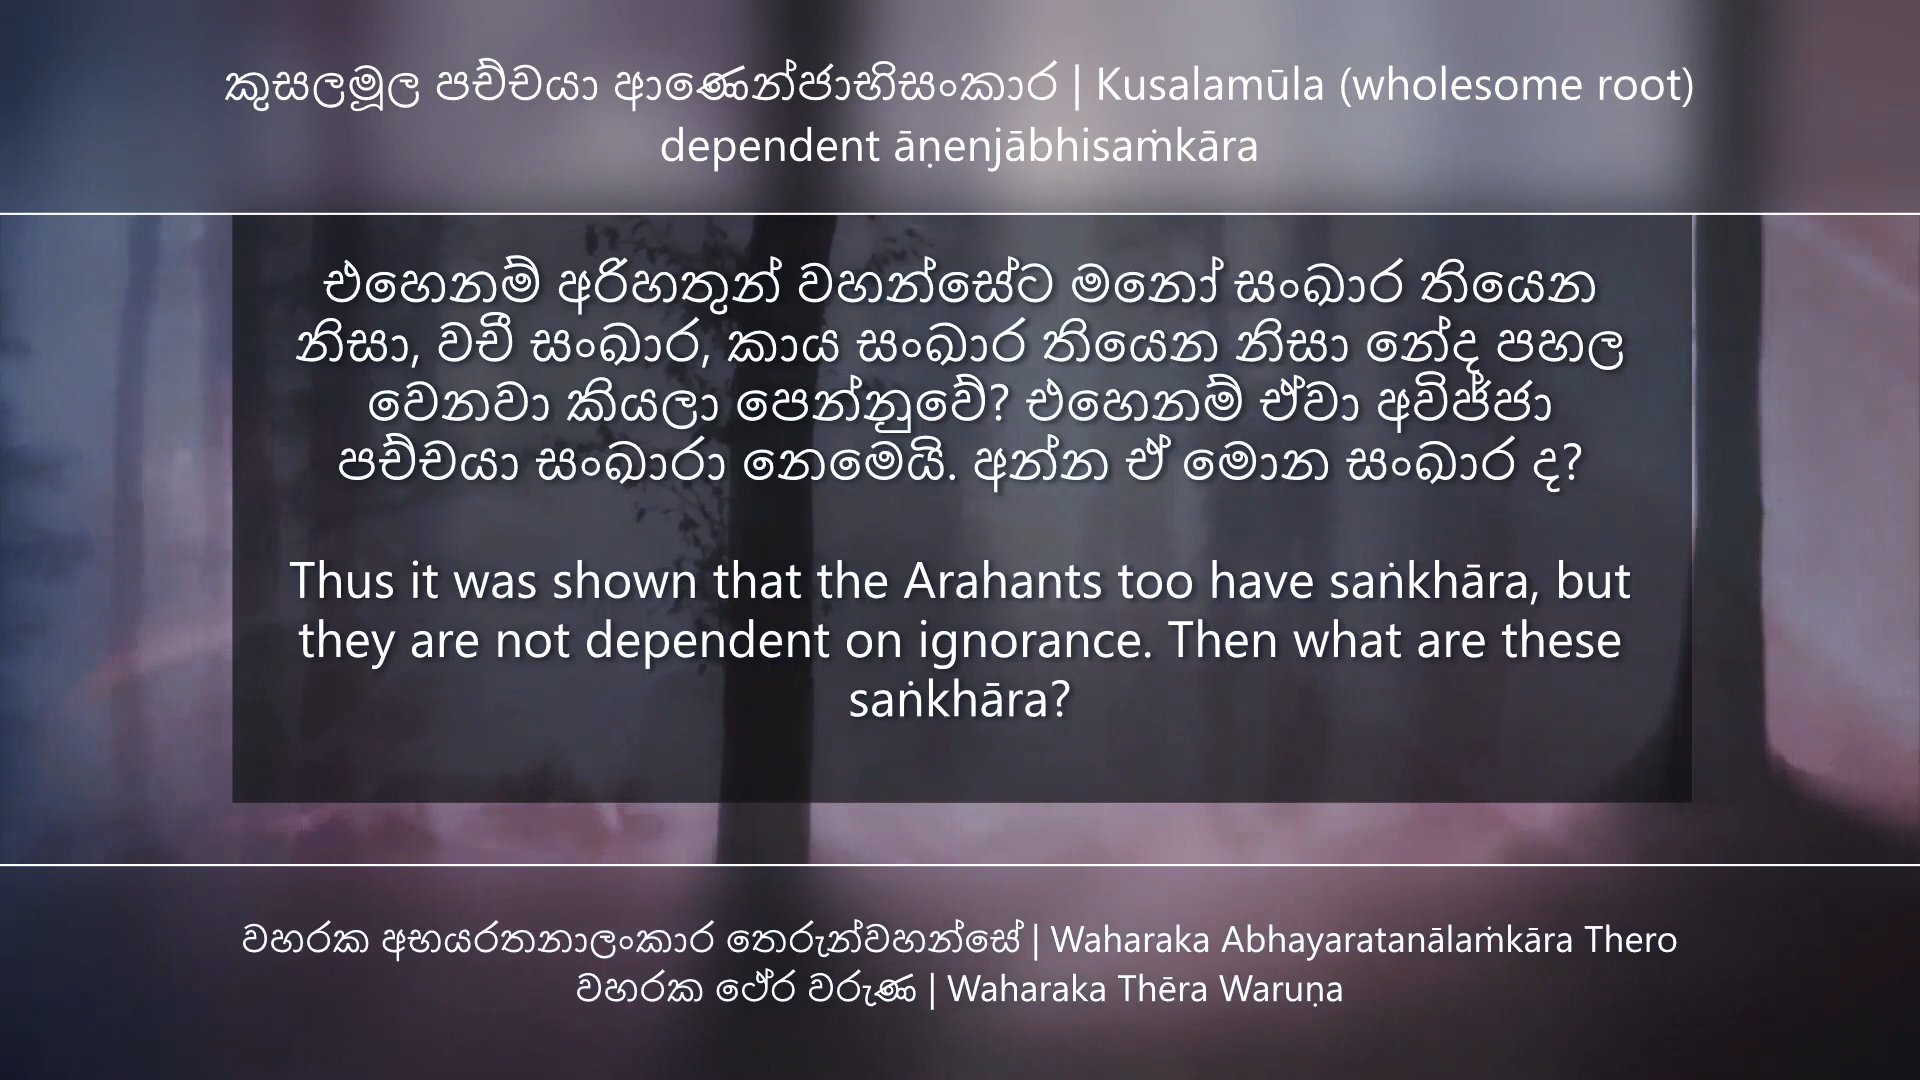 කුසලමූල පච්චයා ආණෙන්ජාභිසංකාර | Kusalamūla (wholesome root)
dependent āṇenjābhisaṁkāra
එහෙනම් අරිහතුන් වහන්සේට මනෝ සංඛාර තියෙන
නිසා, වචී සංඛාර, කාය සංඛාර තියෙන නිසා නේද පහල
වෙනවා කියලා පෙන්නුවේ? එහෙනම් ඒවා අවිජ්ජා
පච්චයා සංඛාරා නෙමෙයි. අන්න ඒ මොන සංඛාර ද?
Thus it was shown that the Arahants too have saṅkhāra, but
they are not dependent on ignorance. Then what are these
saṅkhāra?
වහරක අභයරතනාලංකාර තෙරුන්වහන්සේ | Waharaka Abhayaratanālaṁkāra Thero
වහරක ථේර වරුණ | Waharaka Thēra Waruṇa